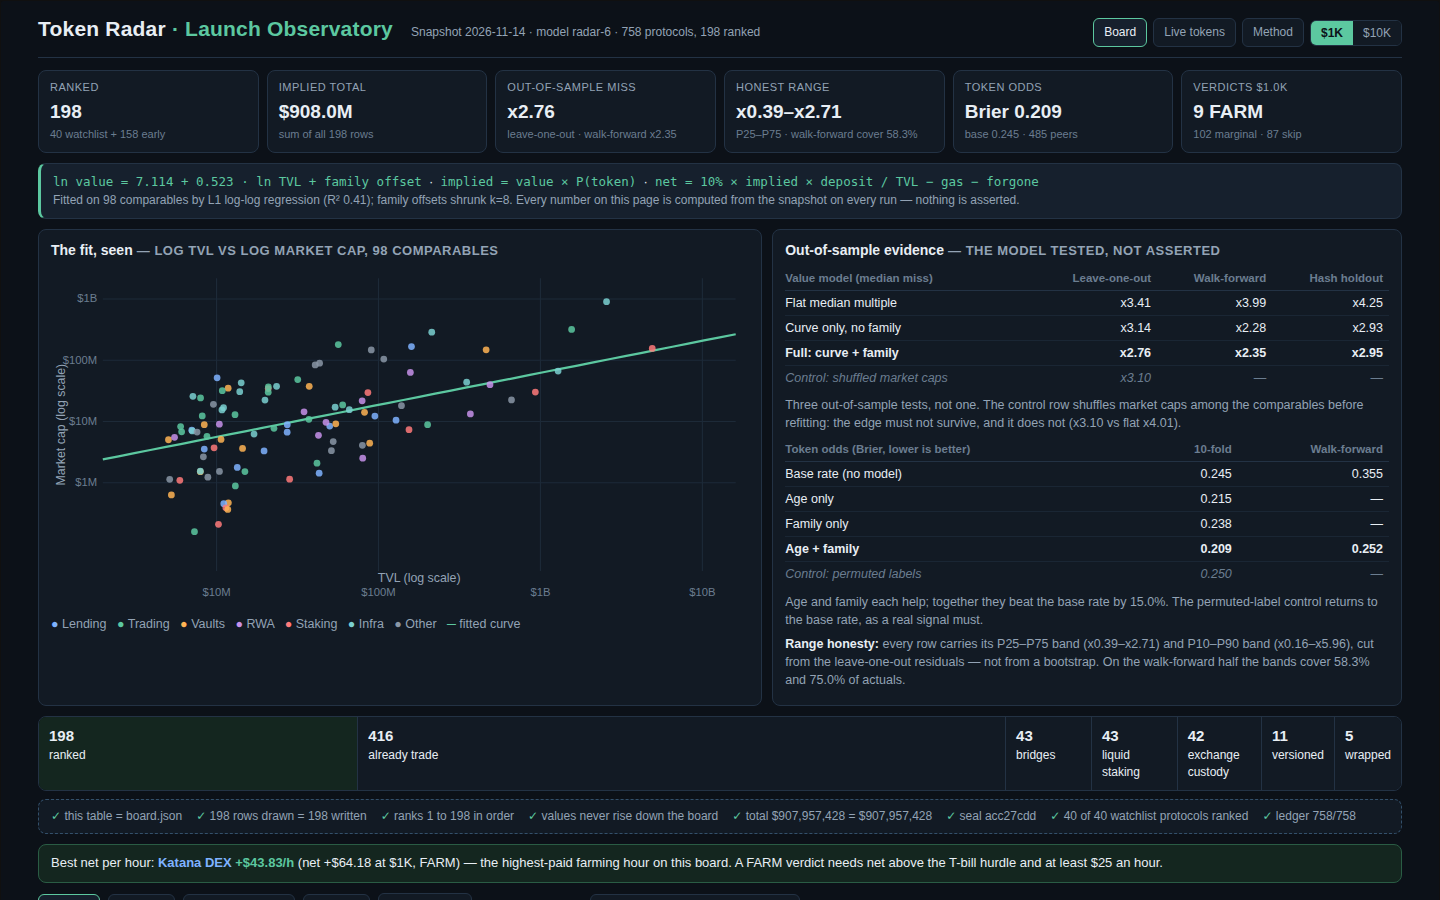 Token Radar · Launch Observatory
Snapshot 2026-11-14 · model radar-6 · 758 protocols, 198 ranked
Board
Live tokens
Method
$1K
$10K
RANKED
198
40 watchlist + 158 early
IMPLIED TOTAL
$908.0M
sum of all 198 rows
OUT-OF-SAMPLE MISS
x2.76
leave-one-out · walk-forward x2.35
HONEST RANGE
x0.39–x2.71
P25–P75 · walk-forward cover 58.3%
TOKEN ODDS
Brier 0.209
base 0.245 · 485 peers
VERDICTS $1.0K
9 FARM
102 marginal · 87 skip
ln value = 7.114 + 0.523 · ln TVL + family offset · implied = value × P(token) · net = 10% × implied × deposit / TVL − gas − forgone
Fitted on 98 comparables by L1 log-log regression (R² 0.41); family offsets shrunk k=8. Every number on this page is computed from the snapshot on every run — nothing is asserted.
The fit, seen — LOG TVL VS LOG MARKET CAP, 98 COMPARABLES
Market cap (log scale)
$1B
$100M
$10M
$1M
TVL (log scale)
$10M
$100M
$1B
$10B
Lending
Trading
Vaults
RWA
Staking
Infra
Other
fitted curve
Out-of-sample evidence — THE MODEL TESTED, NOT ASSERTED
Value model (median miss) Leave-one-out Walk-forward Hash holdout
Flat median multiple x3.41 x3.99 x4.25
Curve only, no family x3.14 x2.28 x2.93
Full: curve + family x2.76 x2.35 x2.95
Control: shuffled market caps x3.10 — —
Three out-of-sample tests, not one. The control row shuffles market caps among the comparables before
refitting: the edge must not survive, and it does not (x3.10 vs flat x4.01).
Token odds (Brier, lower is better) 10-fold Walk-forward
Base rate (no model) 0.245 0.355
Age only 0.215 —
Family only 0.238 —
Age + family 0.209 0.252
Control: permuted labels 0.250 —
Age and family each help; together they beat the base rate by 15.0%. The permuted-label control returns to
the base rate, as a real signal must.
Range honesty: every row carries its P25–P75 band (x0.39–x2.71) and P10–P90 band (x0.16–x5.96), cut
from the leave-one-out residuals — not from a bootstrap. On the walk-forward half the bands cover 58.3%
and 75.0% of actuals.
198
ranked
416
already trade
43
bridges
43
liquid
staking
42
exchange
custody
11
versioned
5
wrapped
✓ this table = board.json ✓ 198 rows drawn = 198 written ✓ ranks 1 to 198 in order ✓ values never rise down the board ✓ total $907,957,428 = $907,957,428 ✓ seal acc27cdd ✓ 40 of 40 watchlist protocols ranked ✓ ledger 758/758
Best net per hour: Katana DEX +$43.83/h (net +$64.18 at $1K, FARM) — the highest-paid farming hour on this board. A FARM verdict needs net above the T-bill hurdle and at least $25 an hour.